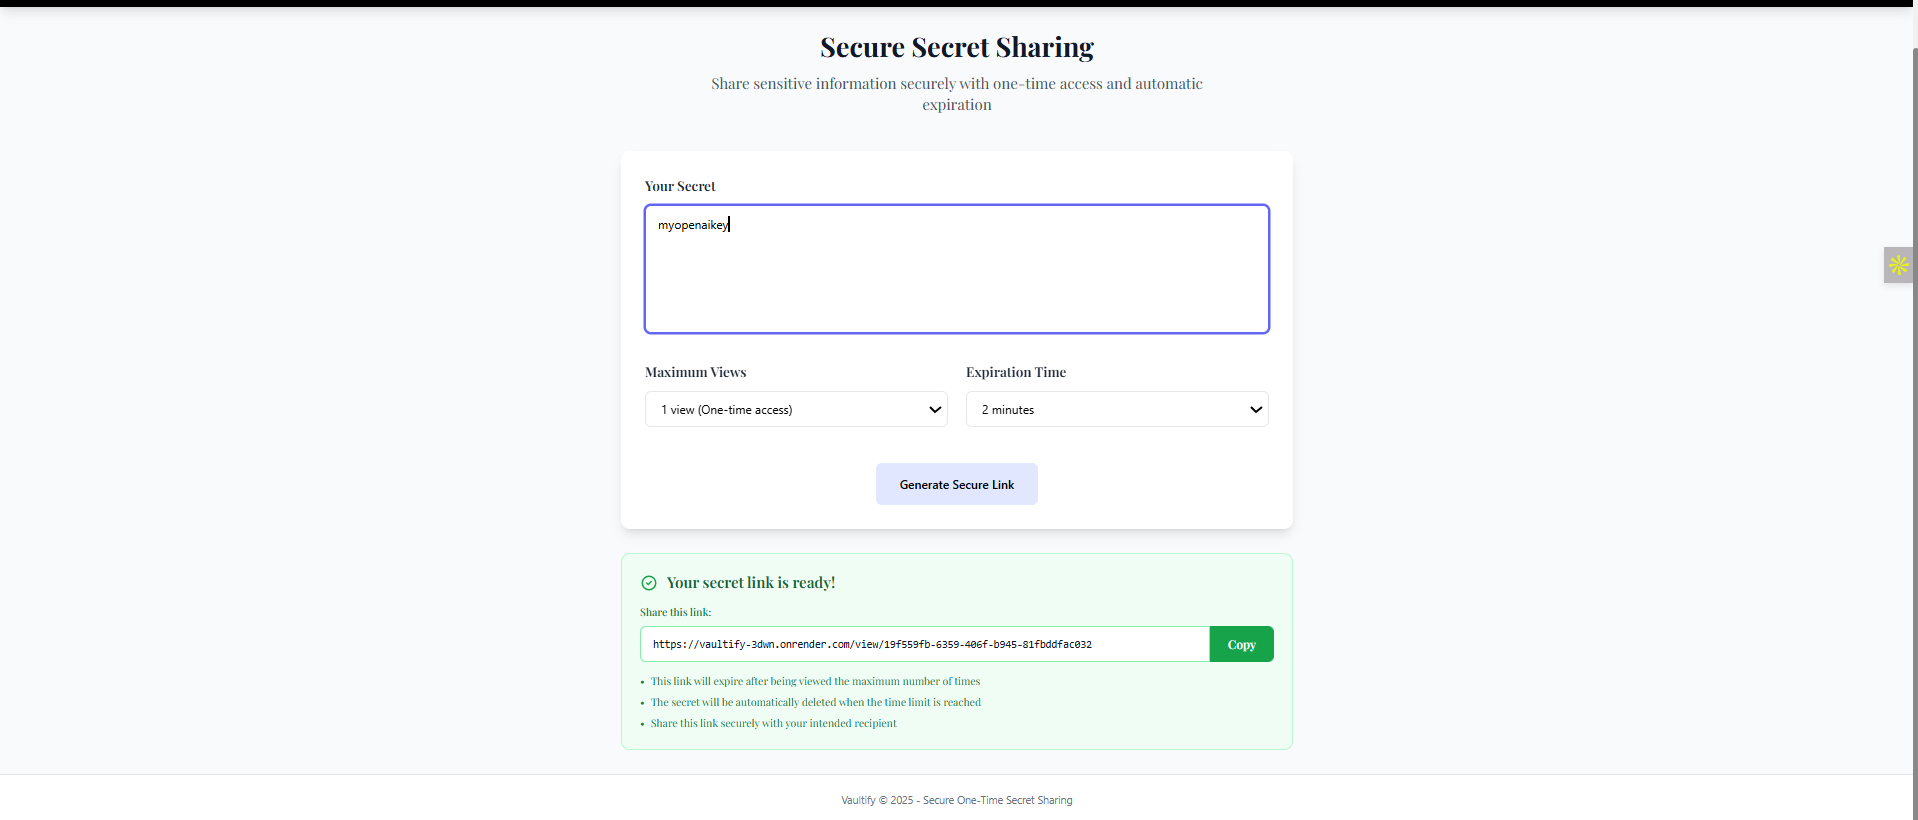 Secure Secret Sharing
Share sensitive information securely with one-time access and automatic
expiration
Your Secret
myopenaikey
Maximum Views
Expiration Time
1 view (One-time access)
2 minutes
Generate Secure Link
Your secret link is ready!
Share this link:
https://vaultify-3dwn.onrender.com/view/19f559fb-6359-406f-b945-81fbddfac032
Copy
• This link will expire after being viewed the maximum number of times
• The secret will be automatically deleted when the time limit is reached
• Share this link securely with your intended recipient
Vaultify © 2025 - Secure One-Time Secret Sharing